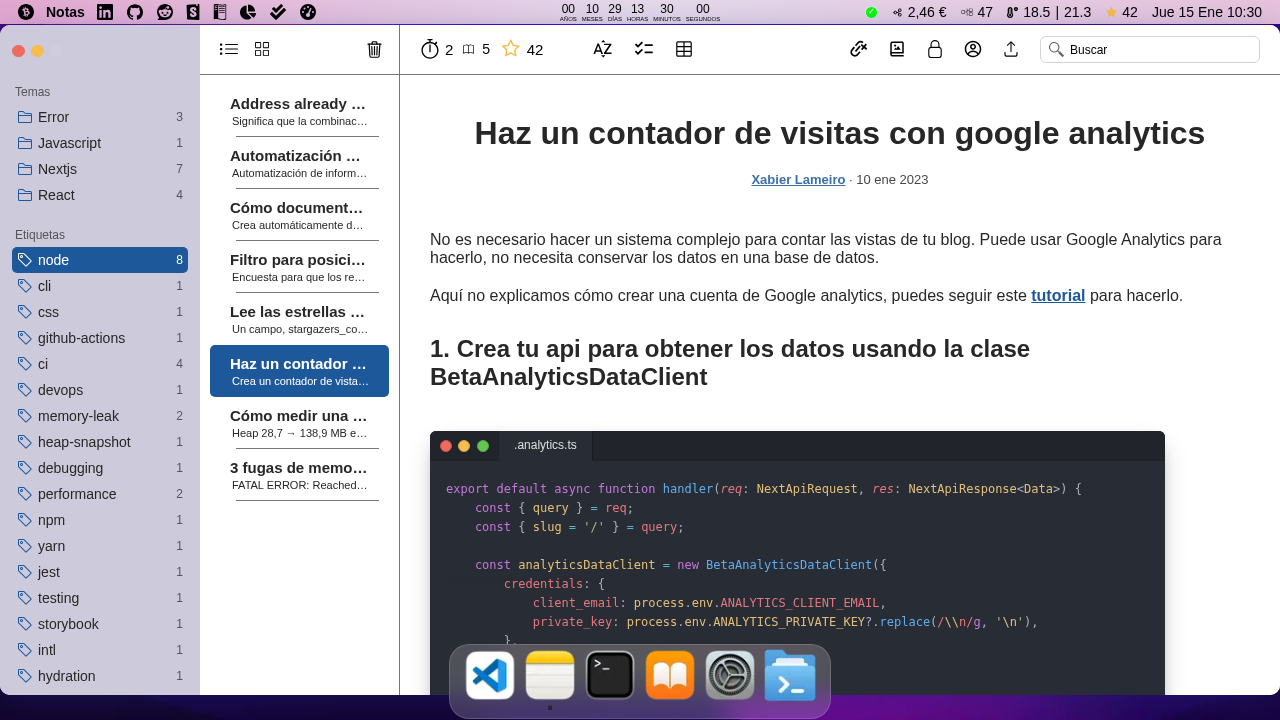 Notas
00 10 29 13 30 00
AÑOS MESES DÍAS HORAS MINUTOS SEGUNDOS
2,46 € 47 18.5 | 21.3 42 Jue 15 Ene 10:30
Temas
Error 3
Javascript 1
Nextjs 7
React 4
Etiquetas
node 8
cli 1
css 1
github-actions 1
ci 4
devops 1
memory-leak 2
heap-snapshot 1
debugging 1
performance 2
npm 1
yarn 1
jest 1
testing 1
storybook 1
intl 1
hydration 1
Address already …
Significa que la combinac…
Automatización …
Automatización de inform…
Cómo document…
Crea automáticamente d…
Filtro para posici…
Encuesta para que los re…
Lee las estrellas …
Un campo, stargazers_co…
Haz un contador …
Crea un contador de vista…
Cómo medir una …
Heap 28,7 → 138,9 MB e…
3 fugas de memo…
FATAL ERROR: Reached…
2 5 42 Buscar
Haz un contador de visitas con google analytics
Xabier Lameiro · 10 ene 2023
No es necesario hacer un sistema complejo para contar las vistas de tu blog. Puede usar Google Analytics para
hacerlo, no necesita conservar los datos en una base de datos.
Aquí no explicamos cómo crear una cuenta de Google analytics, puedes seguir este tutorial para hacerlo.
1. Crea tu api para obtener los datos usando la clase
BetaAnalyticsDataClient
.analytics.ts
export default async function handler(req: NextApiRequest, res: NextApiResponse<Data>) {
const { query } = req;
const { slug = '/' } = query;
const analyticsDataClient = new BetaAnalyticsDataClient({
credentials: {
client_email: process.env.ANALYTICS_CLIENT_EMAIL,
private_key: process.env.ANALYTICS_PRIVATE_KEY?.replace(/\\n/g, '\n'),
},